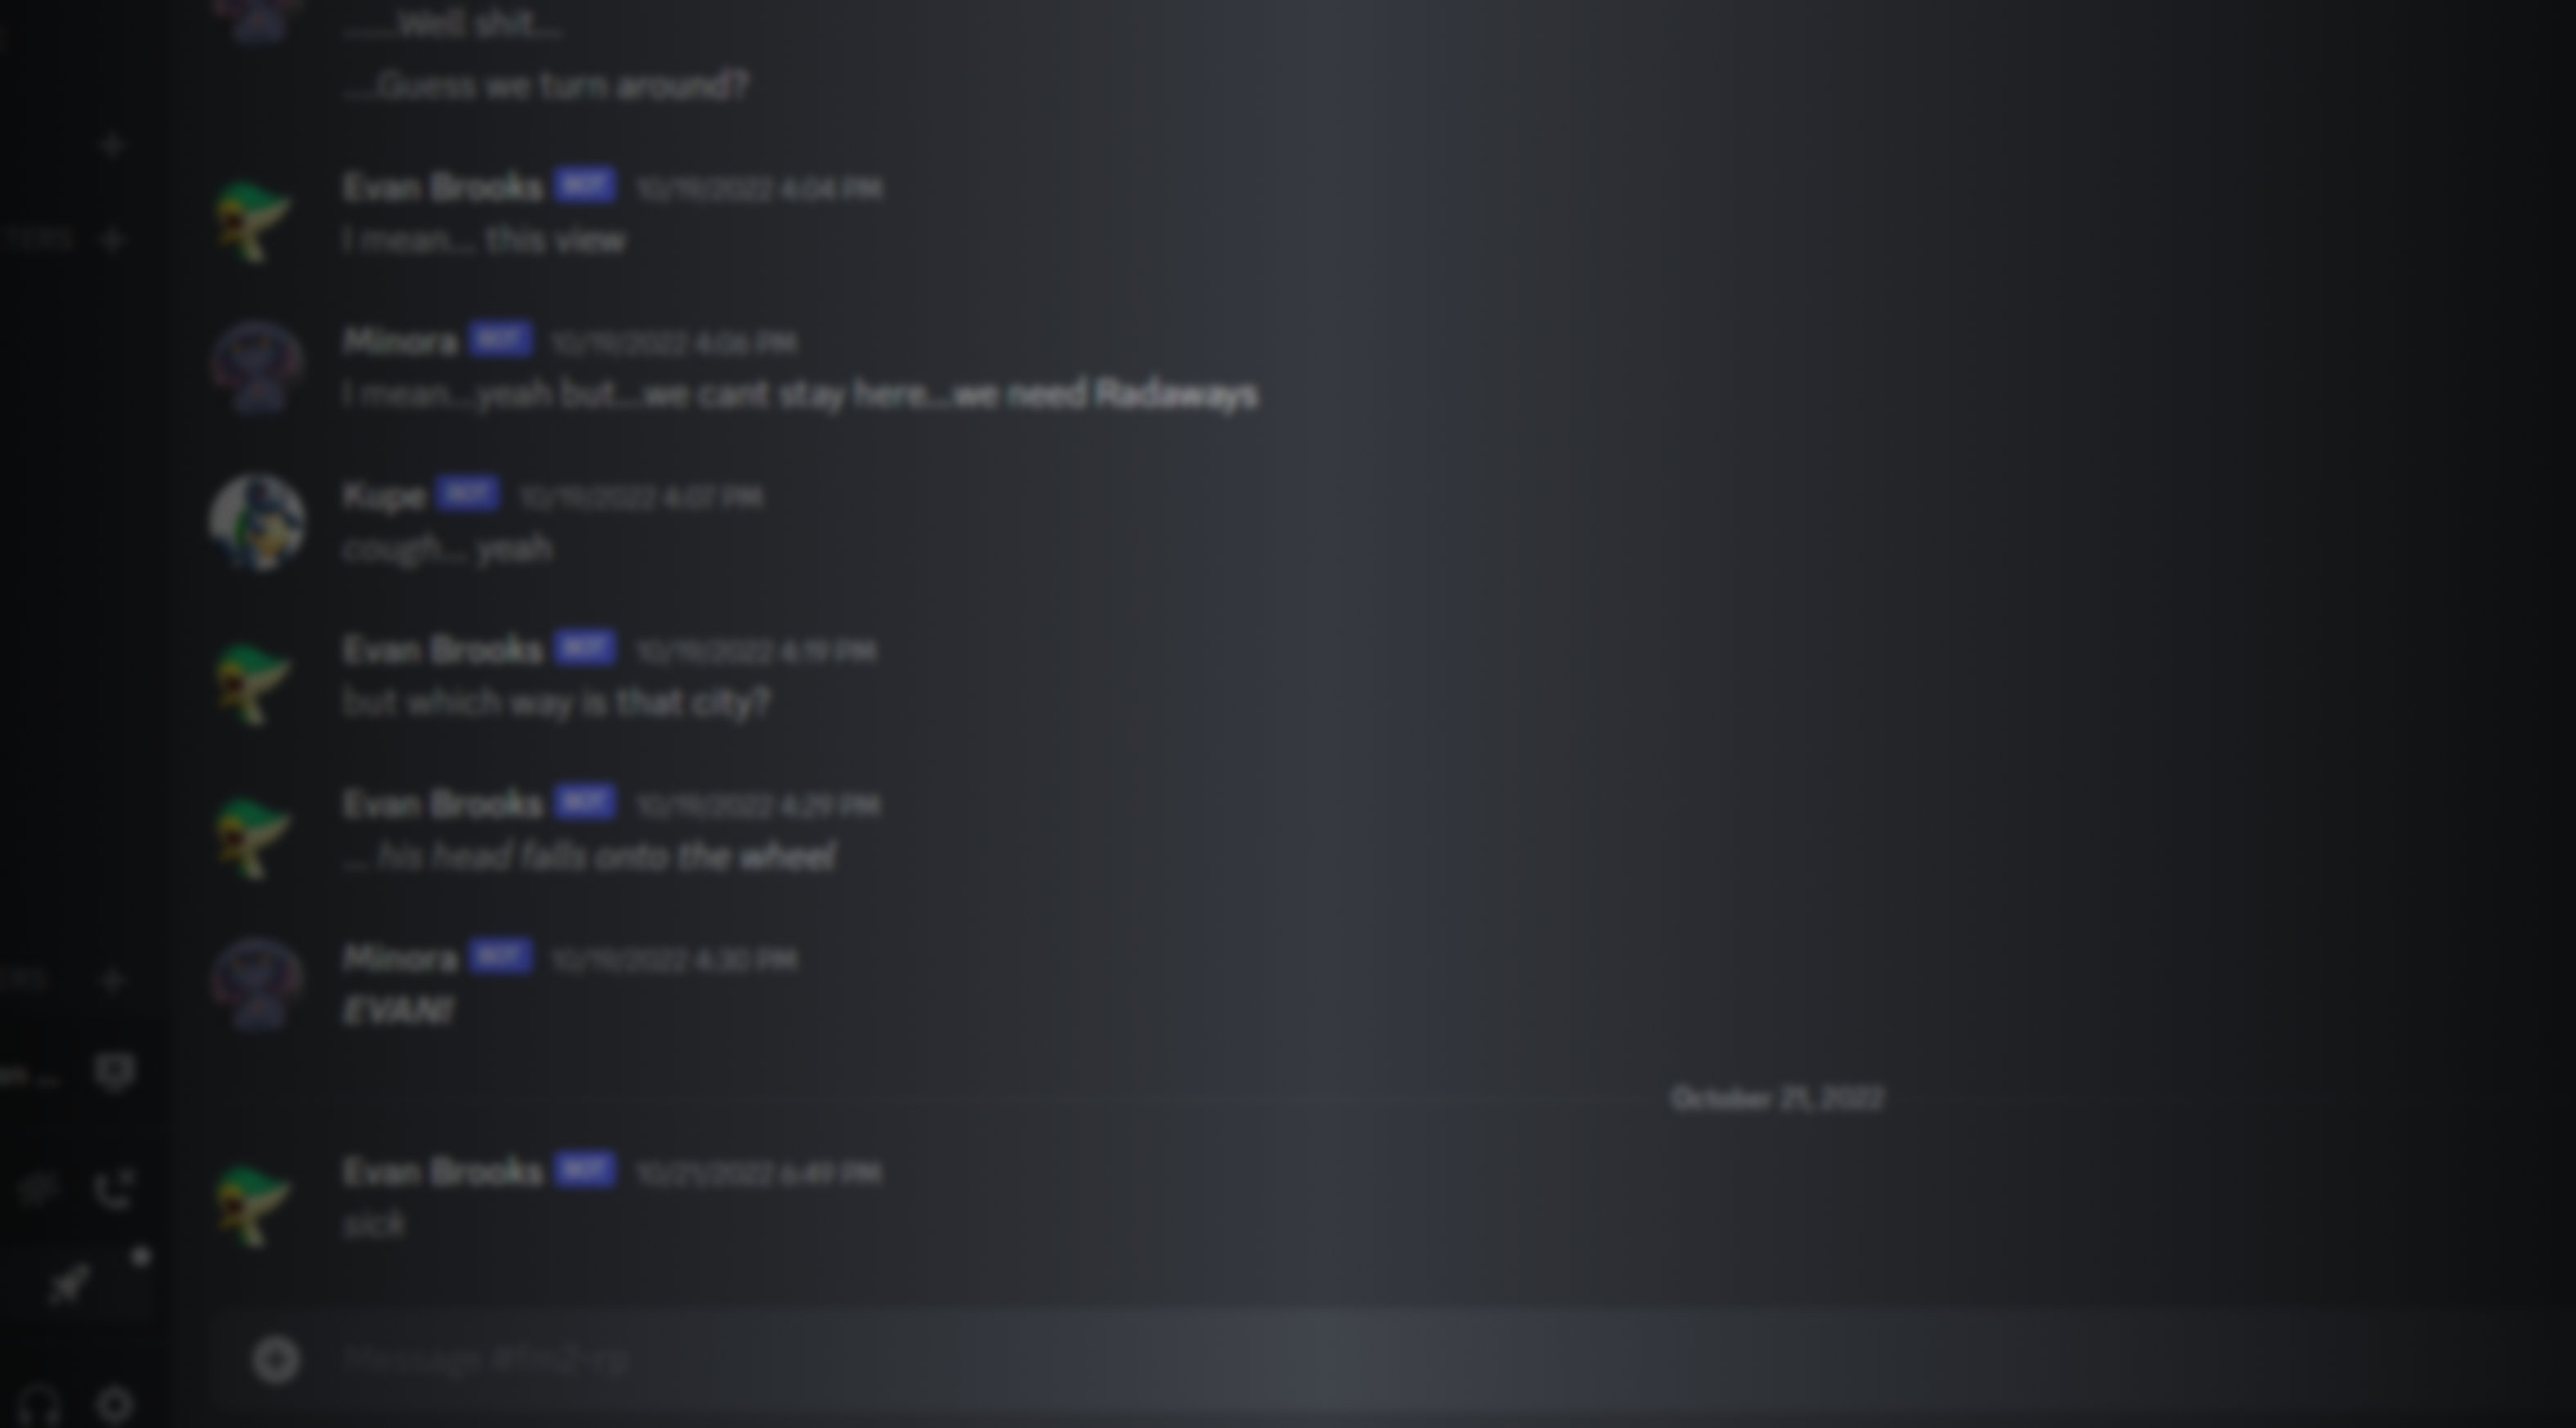 ......Well shit...
....Guess we turn around?
Evan Brooks BOT 10/19/2022 4:04 PM
I mean... this view
TERS
Minora BOT 10/19/2022 4:06 PM
I mean...yeah but...we cant stay here...we need Radaways
Kupe BOT 10/19/2022 4:07 PM
cough... yeah
Evan Brooks BOT 10/19/2022 4:19 PM
but which way is that city?
Evan Brooks BOT 10/19/2022 4:29 PM
... his head falls onto the wheel
Minora BOT 10/19/2022 4:30 PM
EVAN!
October 21, 2022
Evan Brooks BOT 10/21/2022 6:49 PM
sick
Message